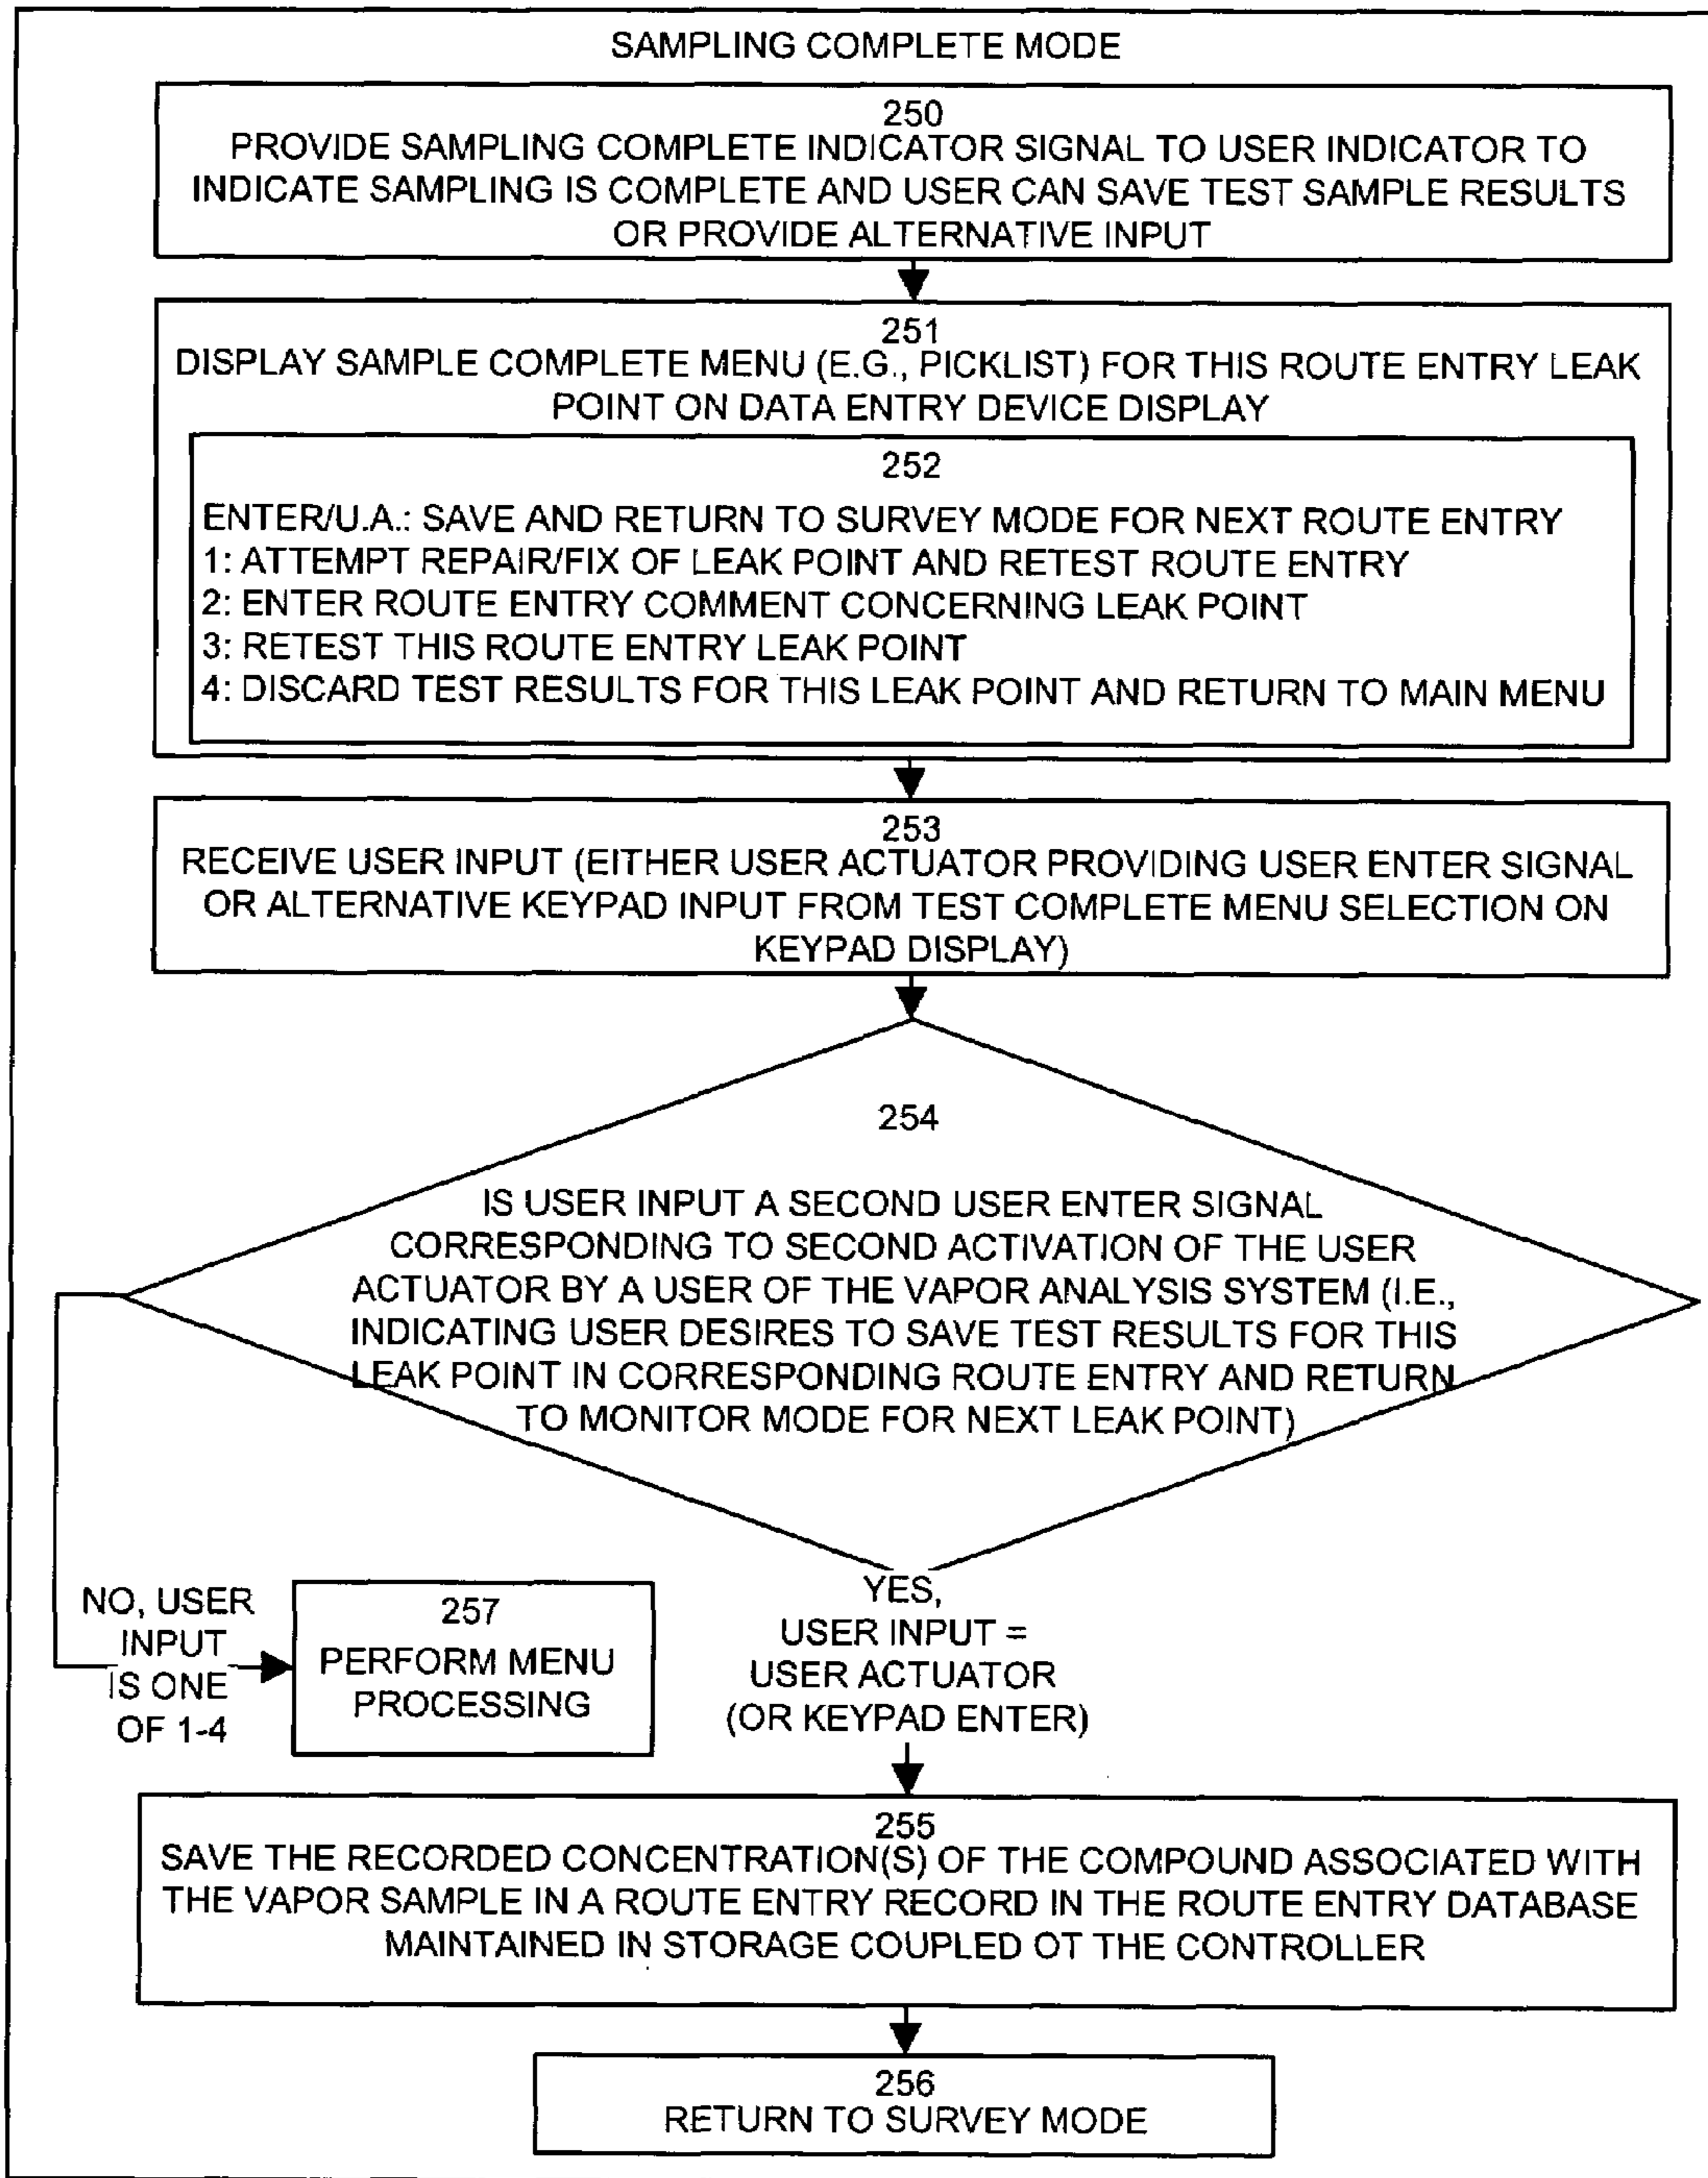 SAMPLING COMPLETE MODE
250
PROVIDE SAMPLING COMPLETE INDICATOR SIGNAL TO USER INDICATOR TO
INDICATE SAMPLING IS COMPLETE AND USER CAN SAVE TEST SAMPLE RESULTS
OR PROVIDE ALTERNATIVE INPUT
251
DISPLAY SAMPLE COMPLETE MENU (E.G., PICKLIST) FOR THIS ROUTE ENTRY LEAK
POINT ON DATA ENTRY DEVICE DISPLAY
252
ENTER/U.A.: SAVE AND RETURN TO SURVEY MODE FOR NEXT ROUTE ENTRY
1: ATTEMPT REPAIR/FIX OF LEAK POINT AND RETEST ROUTE ENTRY
2: ENTER ROUTE ENTRY COMMENT CONCERNING LEAK POINT
3: RETEST THIS ROUTE ENTRY LEAK POINT
4: DISCARD TEST RESULTS FOR THIS LEAK POINT AND RETURN TO MAIN MENU
253
RECEIVE USER INPUT (EITHER USER ACTUATOR PROVIDING USER ENTER SIGNAL
OR ALTERNATIVE KEYPAD INPUT FROM TEST COMPLETE MENU SELECTION ON
KEYPAD DISPLAY)
254
IS USER INPUT A SECOND USER ENTER SIGNAL
CORRESPONDING TO SECOND ACTIVATION OF THE USER
ACTUATOR BY A USER OF THE VAPOR ANALYSIS SYSTEM (I.E.,
INDICATING USER DESIRES TO SAVE TEST RESULTS FOR THIS
LEAK POINT IN CORRESPONDING ROUTE ENTRY AND RETURN
TO MONITOR MODE FOR NEXT LEAK POINT)
NO, USER
INPUT
IS ONE
OF 1-4
257
PERFORM MENU
PROCESSING
YES,
USER INPUT =
USER ACTUATOR
(OR KEYPAD ENTER)
255
SAVE THE RECORDED CONCENTRATION(S) OF THE COMPOUND ASSOCIATED WITH
THE VAPOR SAMPLE IN A ROUTE ENTRY RECORD IN THE ROUTE ENTRY DATABASE
MAINTAINED IN STORAGE COUPLED OT THE CONTROLLER
256
RETURN TO SURVEY MODE